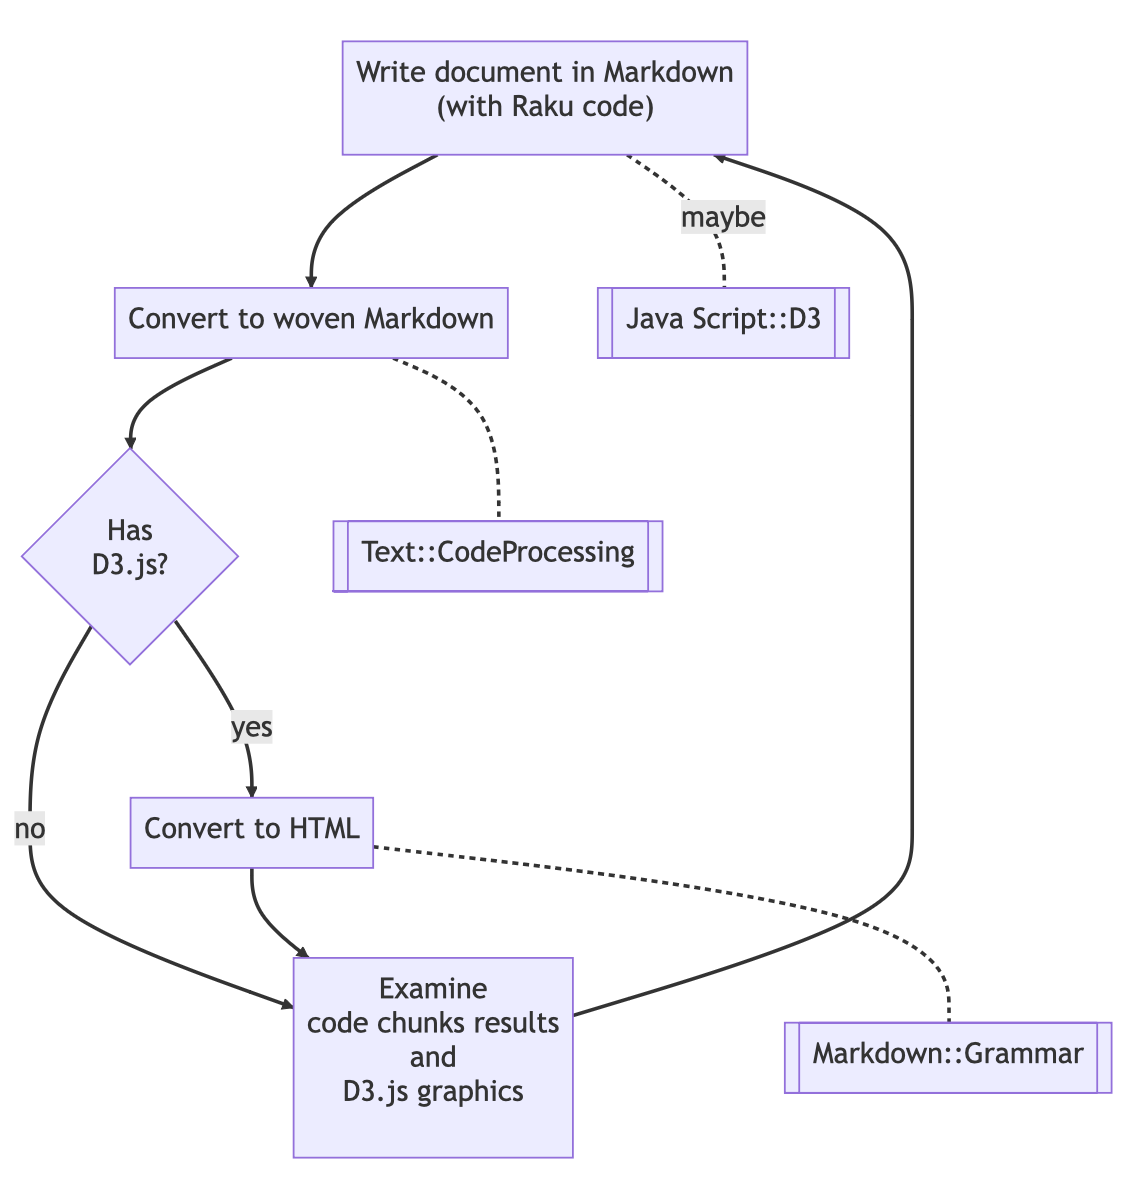 Write document in Markdown
(with Raku code)
maybe
Convert to woven Markdown
Java Script::D3
Has
D3.js?
Text::CodeProcessing
yes
no
Convert to HTML
Examine
code chunks results
and
D3.js graphics
Markdown::Grammar